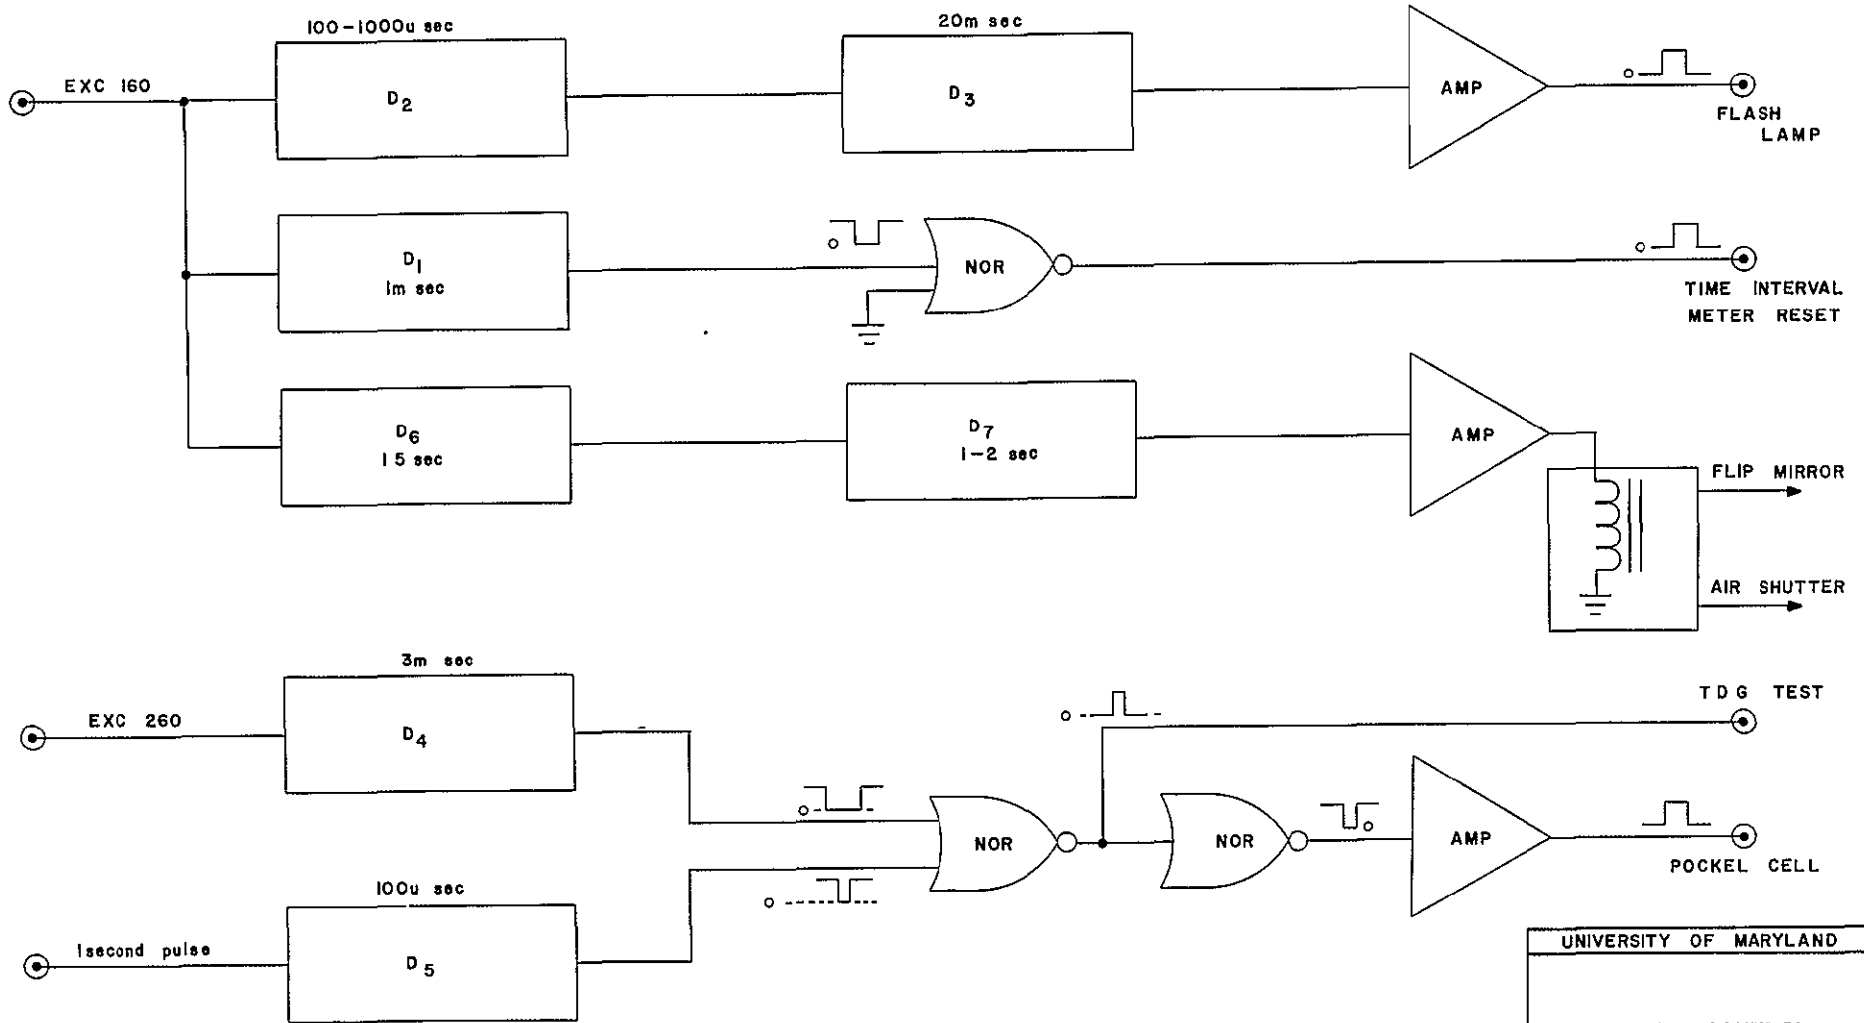 100-1000u sec
20m sec
EXC 160
D2
D3
AMP
FLASH
LAMP
D1
1m sec
NOR
TIME INTERVAL
METER RESET
D6
15 sec
D7
1-2 sec
AMP
FLIP MIRROR
AIR SHUTTER
3m sec
EXC 260
D4
TDG TEST
NOR
NOR
AMP
POCKEL CELL
100u sec
1second pulse
D5
UNIVERSITY OF MARYLAND